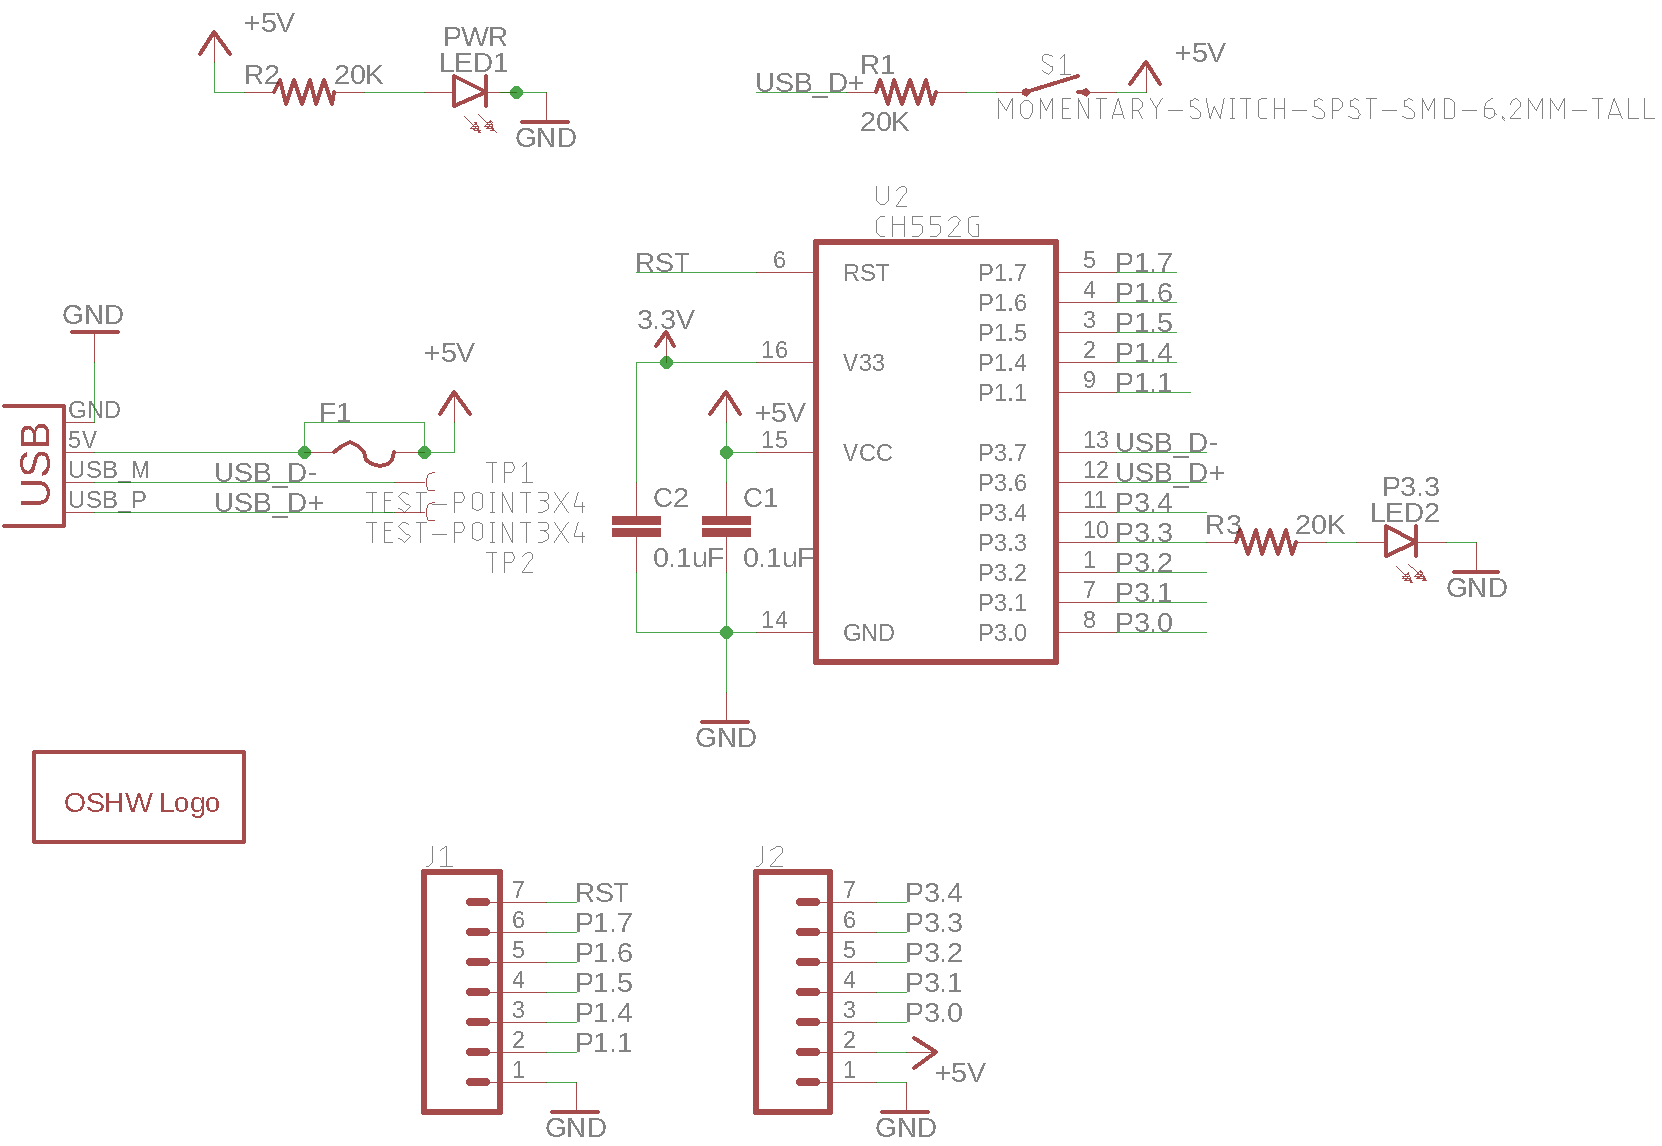 +5V
R2
20K
PWR
LED1
GND
USB_D+
R1
20K
S1
+5V
MOMENTARY-SWITCH-SPST-SMD-6.2MM-TALL
U2
CH552G
RST
6
RST
3.3V
16
V33
+5V
15
VCC
C2
0.1uF
C1
0.1uF
14
GND
GND
P1.7
5
P1.7
P1.6
4
P1.6
P1.5
3
P1.5
P1.4
2
P1.4
P1.1
9
P1.1
P3.7
13
USB_D-
P3.6
12
USB_D+
P3.4
11
P3.4
P3.3
10
P3.3
P3.2
1
P3.2
P3.1
7
P3.1
P3.0
8
P3.0
R3
20K
P3.3
LED2
GND
GND
USB
GND
5V
USB_M
USB_P
F1
+5V
USB_D-
USB_D+
TP1
TEST-POINT3X4
TEST-POINT3X4
TP2
OSHW Logo
J1
7 RST
6 P1.7
5 P1.6
4 P1.5
3 P1.4
2 P1.1
1
GND
J2
7 P3.4
6 P3.3
5 P3.2
4 P3.1
3 P3.0
2
+5V
1
GND